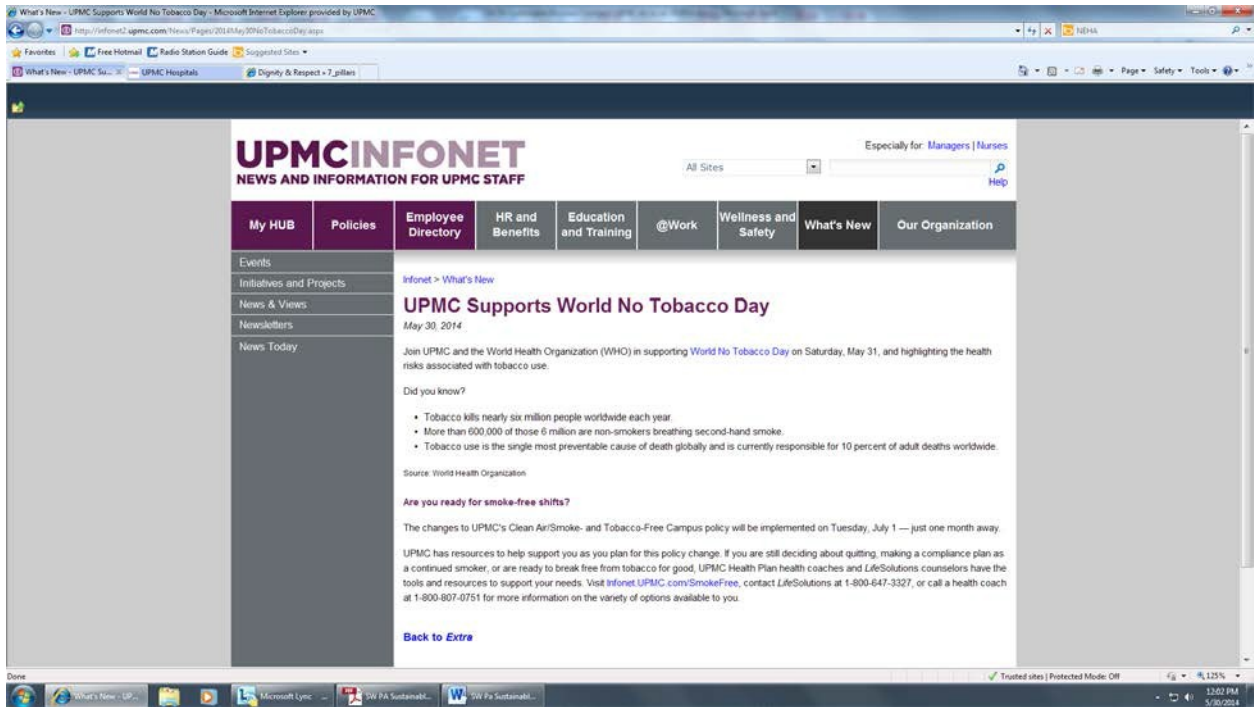 What's New - UPMC Supports World No Tobacco Day - Microsoft Internet Explorer provided by UPMC
http://infonet2.upmc.com/News/Pages/2014May30NoTobaccoDay.aspx
NEHA
Favorites Free Hotmail Radio Station Guide Suggested Sites
What's New - UPMC Su... UPMC Hospitals Dignity & Respect » 7_pillars
Page Safety Tools
UPMCINFONET
NEWS AND INFORMATION FOR UPMC STAFF
Especially for: Managers | Nurses
All Sites
Help
My HUB
Policies
Employee
Directory
HR and
Benefits
Education
and Training
@Work
Wellness and
Safety
What's New
Our Organization
Events
Initiatives and Projects
News & Views
Newsletters
News Today
Infonet > What's New
UPMC Supports World No Tobacco Day
May 30, 2014
Join UPMC and the World Health Organization (WHO) in supporting World No Tobacco Day on Saturday, May 31, and highlighting the health
risks associated with tobacco use.
Did you know?
• Tobacco kills nearly six million people worldwide each year.
• More than 600,000 of those 6 million are non-smokers breathing second-hand smoke.
• Tobacco use is the single most preventable cause of death globally and is currently responsible for 10 percent of adult deaths worldwide.
Source: World Health Organization
Are you ready for smoke-free shifts?
The changes to UPMC's Clean Air/Smoke- and Tobacco-Free Campus policy will be implemented on Tuesday, July 1 — just one month away.
UPMC has resources to help support you as you plan for this policy change. If you are still deciding about quitting, making a compliance plan as
a continued smoker, or are ready to break free from tobacco for good, UPMC Health Plan health coaches and LifeSolutions counselors have the
tools and resources to support your needs. Visit Infonet.UPMC.com/SmokeFree, contact LifeSolutions at 1-800-647-3327, or call a health coach
at 1-800-807-0751 for more information on the variety of options available to you.
Back to Extra
Done
Trusted sites | Protected Mode: Off
125%
What's New - UP...
Microsoft Lync ...
SW PA Sustainabl...
SW Pa Sustainabl...
12:02 PM
5/30/2014